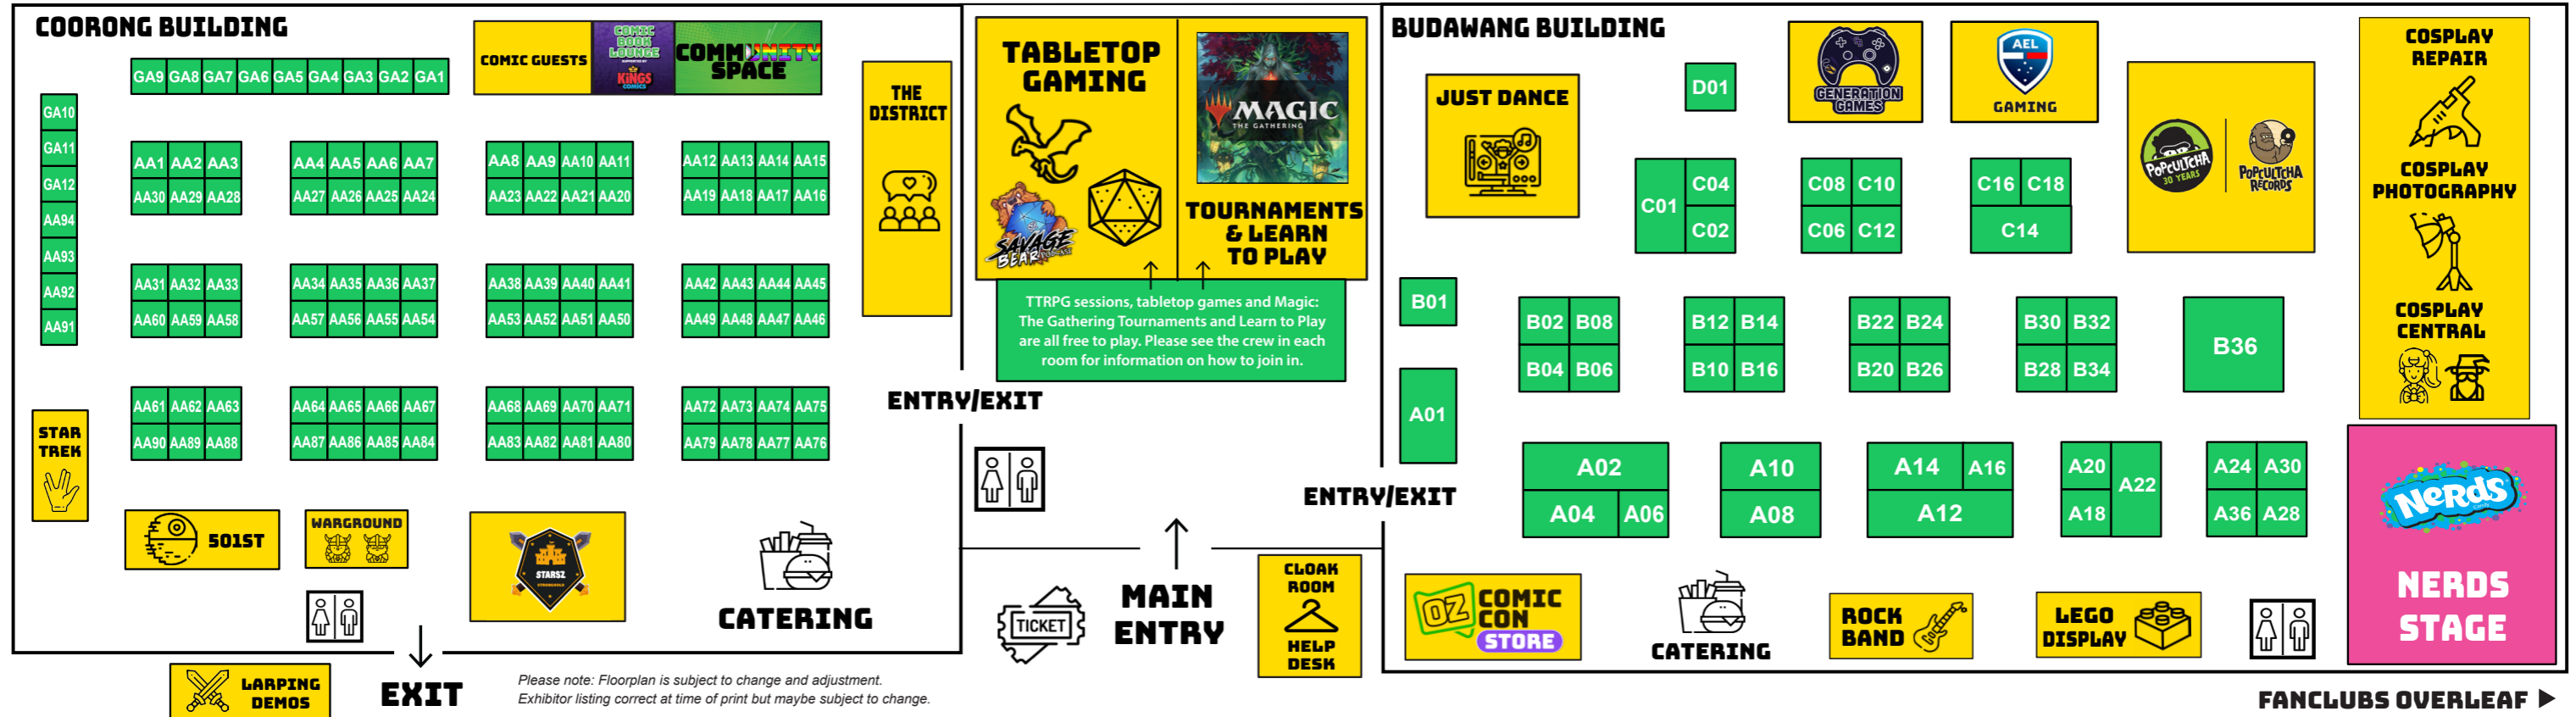 COORONG BUILDING
GA9 GA8 GA7 GA6 GA5 GA4 GA3 GA2 GA1
COMIC GUESTS
COMIC
BOOK
LOUNGE
SUPPORTED BY
KINGS
COMICS
COMMUNITY
SPACE
THE
DISTRICT
GA10
GA11
GA12
AA94
AA93
AA92
AA91
AA1 AA2 AA3
AA30 AA29 AA28
AA4 AA5 AA6 AA7
AA27 AA26 AA25 AA24
AA8 AA9 AA10 AA11
AA23 AA22 AA21 AA20
AA12 AA13 AA14 AA15
AA19 AA18 AA17 AA16
AA31 AA32 AA33
AA60 AA59 AA58
AA34 AA35 AA36 AA37
AA57 AA56 AA55 AA54
AA38 AA39 AA40 AA41
AA53 AA52 AA51 AA50
AA42 AA43 AA44 AA45
AA49 AA48 AA47 AA46
AA61 AA62 AA63
AA90 AA89 AA88
AA64 AA65 AA66 AA67
AA87 AA86 AA85 AA84
AA68 AA69 AA70 AA71
AA83 AA82 AA81 AA80
AA72 AA73 AA74 AA75
AA79 AA78 AA77 AA76
STAR
TREK
501ST
WARGROUND
STARSZ
STRONGHOLD
CATERING
LARPING
DEMOS
EXIT
Please note: Floorplan is subject to change and adjustment.
Exhibitor listing correct at time of print but maybe subject to change.
TABLETOP
GAMING
SAVAGE
BEAR
MAGIC
THE GATHERING
TOURNAMENTS
& LEARN
TO PLAY
TTRPG sessions, tabletop games and Magic:
The Gathering Tournaments and Learn to Play
are all free to play. Please see the crew in each
room for information on how to join in.
ENTRY/EXIT
ENTRY/EXIT
TICKET
MAIN
ENTRY
CLOAK
ROOM
HELP
DESK
BUDAWANG BUILDING
JUST DANCE
D01
GENERATION
GAMES
AEL
GAMING
POPCULTCHA
30 YEARS
POPCULTCHA
RECORDS
COSPLAY
REPAIR
COSPLAY
PHOTOGRAPHY
COSPLAY
CENTRAL
C01
C04
C02
C08 C10
C06 C12
C16 C18
C14
B01
A01
B02 B08
B04 B06
B12 B14
B10 B16
B22 B24
B20 B26
B30 B32
B28 B34
B36
A02
A04 A06
A10
A08
A14 A16
A12
A20
A18
A22
A24 A30
A36 A28
OZ
COMIC
CON
STORE
CATERING
ROCK
BAND
LEGO
DISPLAY
NERDS
NERDS
STAGE
FANCLUBS OVERLEAF